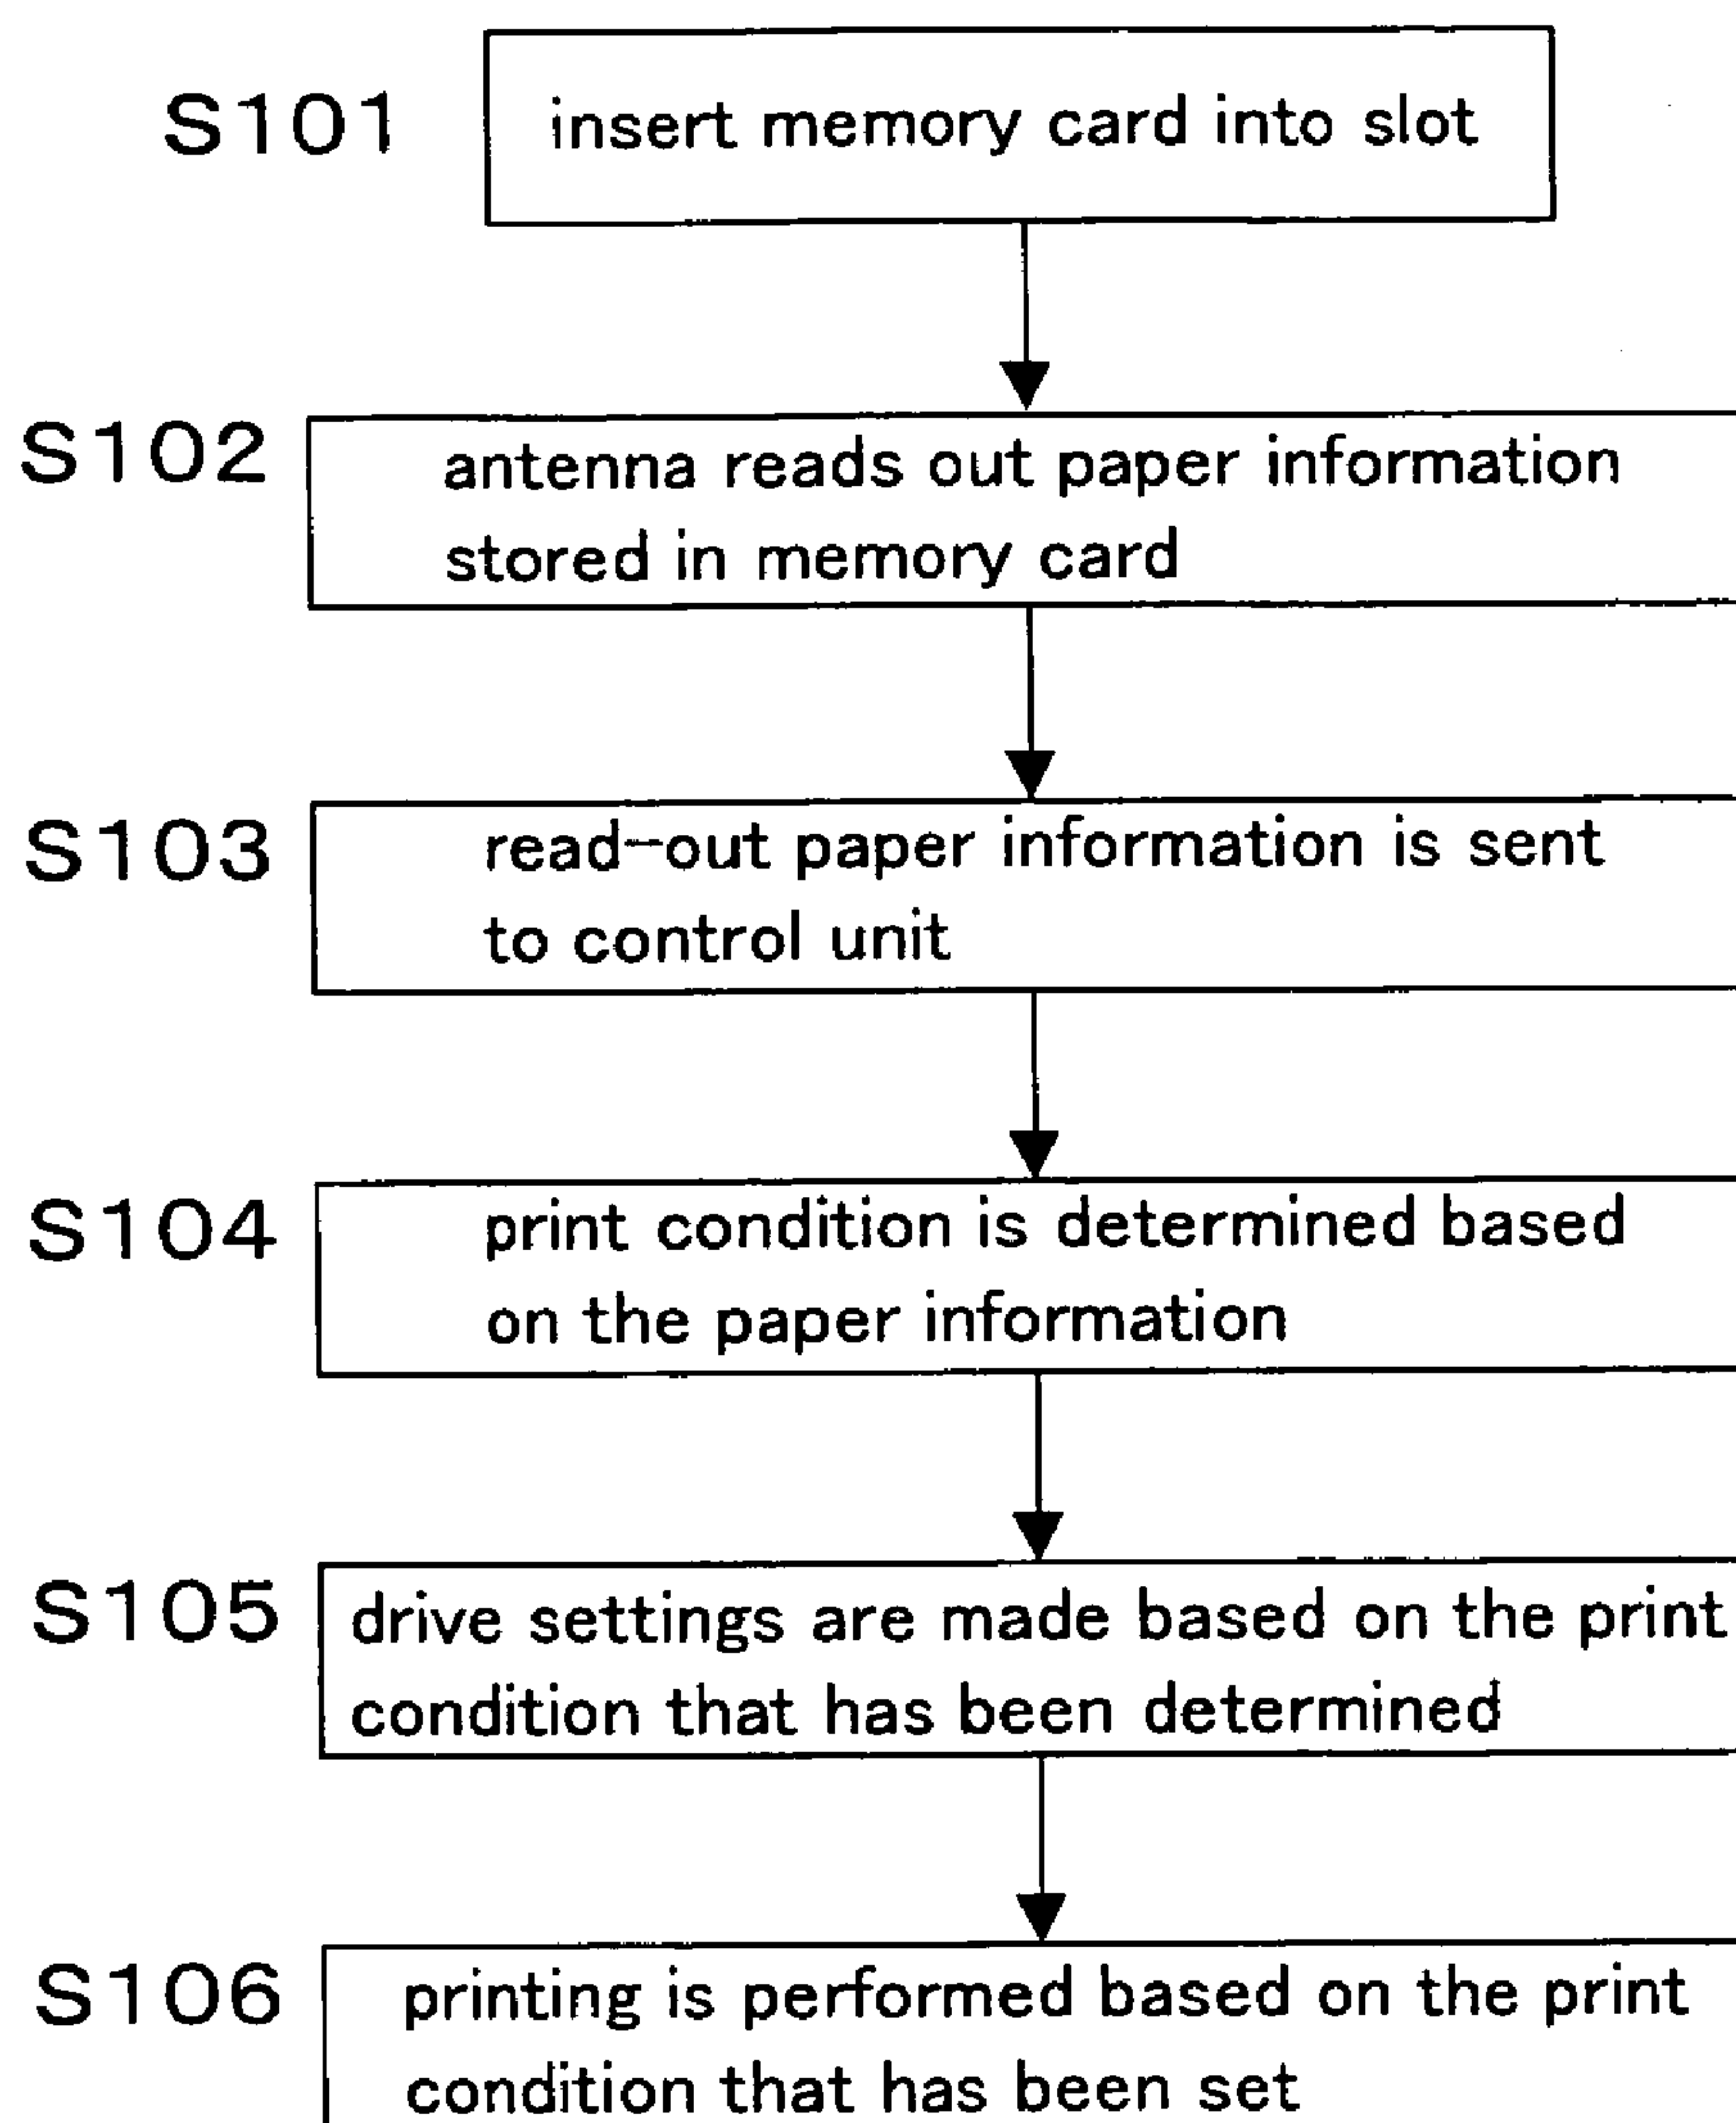 S101
insert memory card into slot
S102
antenna reads out paper information
stored in memory card
S103
read-out paper information is sent
to control unit
S104
print condition is determined based
on the paper information
S105
drive settings are made based on the print
condition that has been determined
S106
printing is performed based on the print
condition that has been set